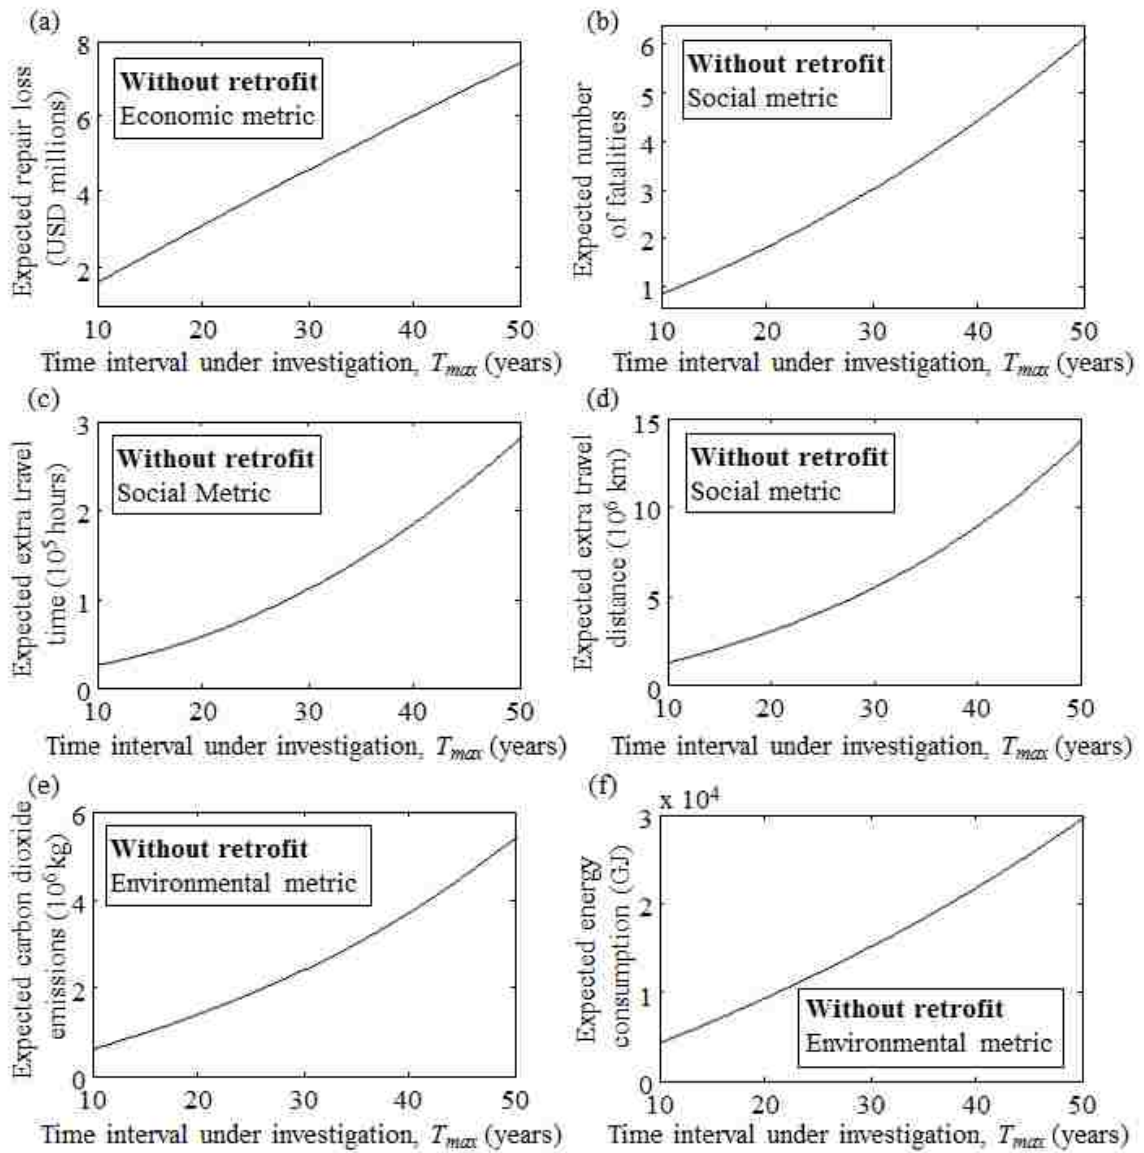 (a)
Expected repair loss
(USD millions)
8
6
4
2
Without retrofit
Economic metric
10 20 30 40 50
Time interval under investigation, Tmax (years)
(b)
Expected number
of fatalities
6
5
4
3
2
1
Without retrofit
Social metric
10 20 30 40 50
Time interval under investigation, Tmax (years)
(c)
Expected extra travel
time (10⁵ hours)
3
2
1
0
Without retrofit
Social Metric
10 20 30 40 50
Time interval under investigation, Tmax (years)
(d)
Expected extra travel
distance (10⁶ km)
15
10
5
0
Without retrofit
Social metric
10 20 30 40 50
Time interval under investigation, Tmax (years)
(e)
Expected carbon dioxide
emissions (10⁶ kg)
6
4
2
0
Without retrofit
Environmental metric
10 20 30 40 50
Time interval under investigation, Tmax (years)
(f)
x 10⁴
Expected energy
consumption (GJ)
3
2
1
0
Without retrofit
Environmental metric
10 20 30 40 50
Time interval under investigation, Tmax (years)